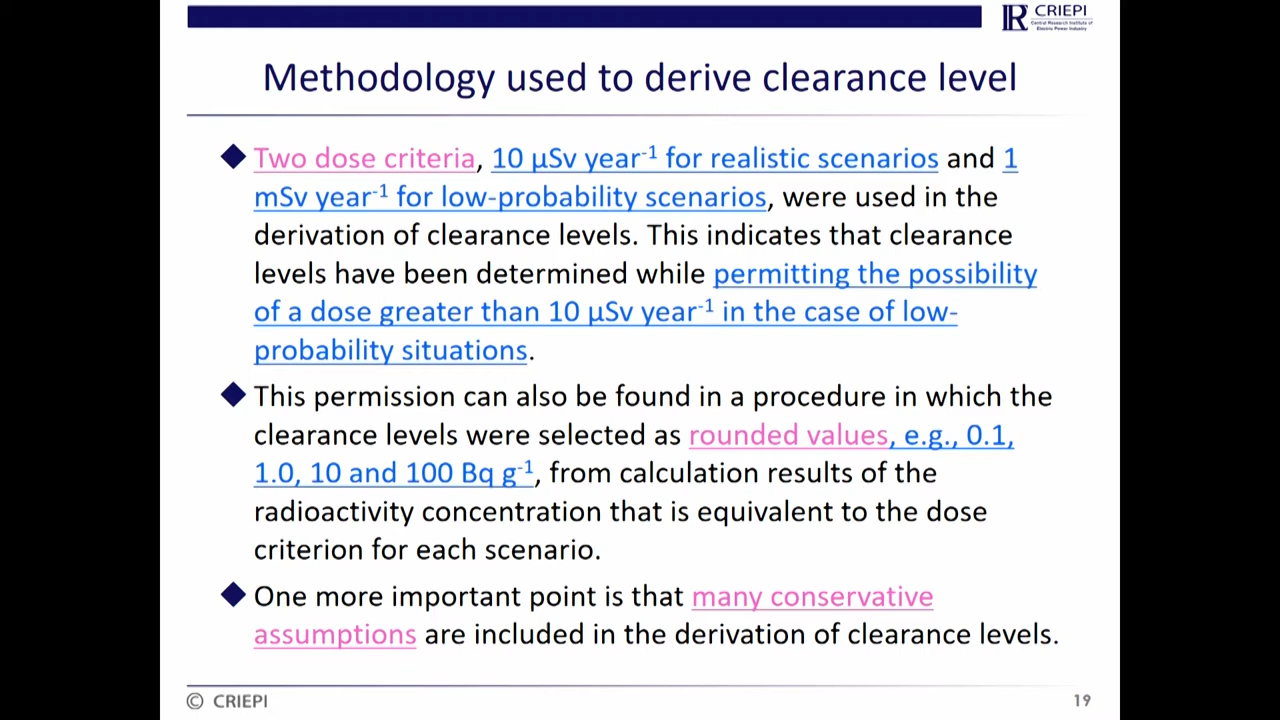 CRIEPI
Central Research Institute of
Electric Power Industry
Methodology used to derive clearance level
Two dose criteria, 10 µSv year-1 for realistic scenarios and 1
mSv year-1 for low-probability scenarios, were used in the
derivation of clearance levels. This indicates that clearance
levels have been determined while permitting the possibility
of a dose greater than 10 µSv year-1 in the case of low-
probability situations.
This permission can also be found in a procedure in which the
clearance levels were selected as rounded values, e.g., 0.1,
1.0, 10 and 100 Bq g-1, from calculation results of the
radioactivity concentration that is equivalent to the dose
criterion for each scenario.
One more important point is that many conservative
assumptions are included in the derivation of clearance levels.
© CRIEPI
19